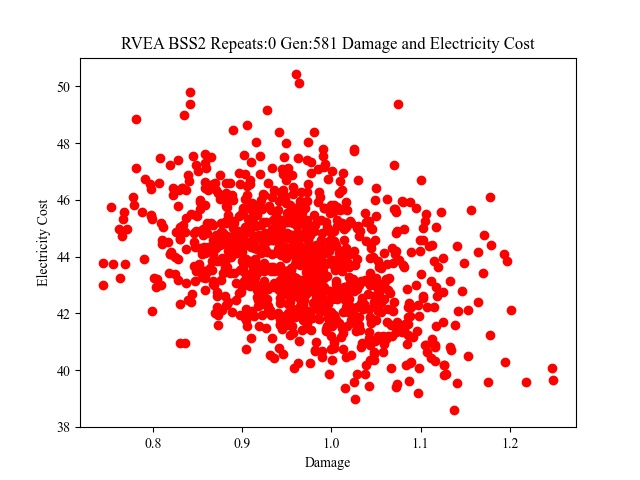 RVEA BSS2 Repeats:0 Gen:581 Damage and Electricity Cost
50
48
46
44
42
40
38
Electricity Cost
0.8 0.9 1.0 1.1 1.2
Damage